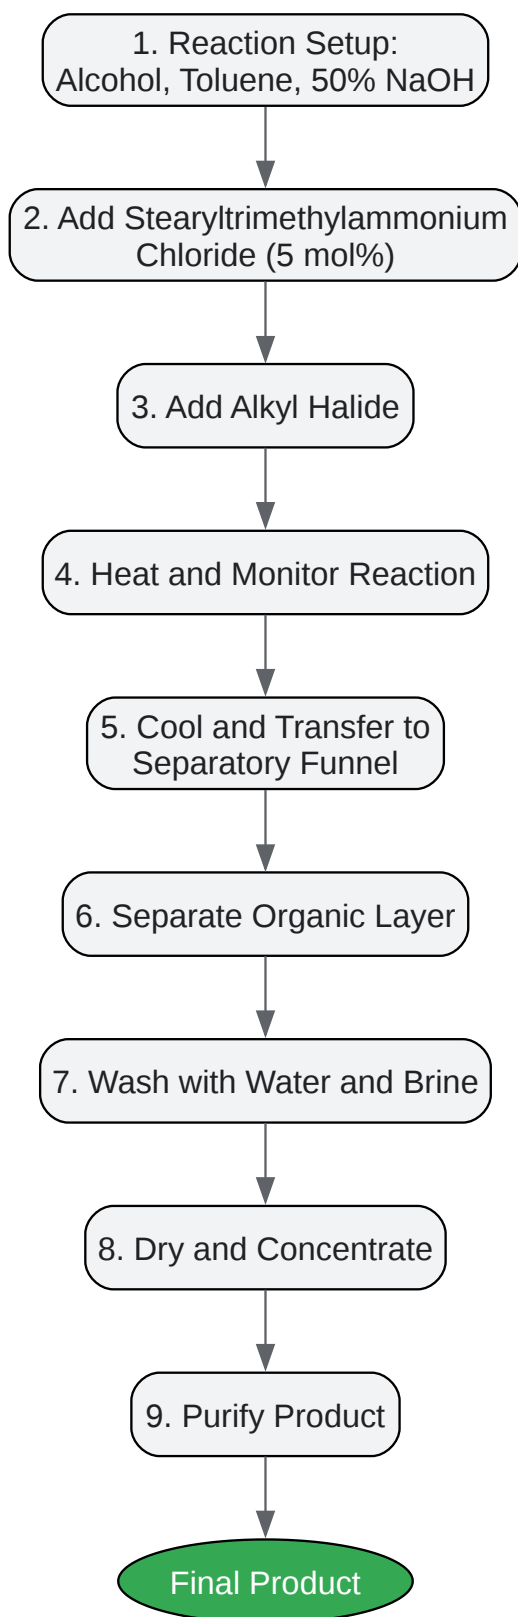 1. Reaction Setup:
Alcohol, Toluene, 50% NaOH
2. Add Stearyltrimethylammonium
Chloride (5 mol%)
3. Add Alkyl Halide
4. Heat and Monitor Reaction
5. Cool and Transfer to
Separatory Funnel
6. Separate Organic Layer
7. Wash with Water and Brine
8. Dry and Concentrate
9. Purify Product
Final Product